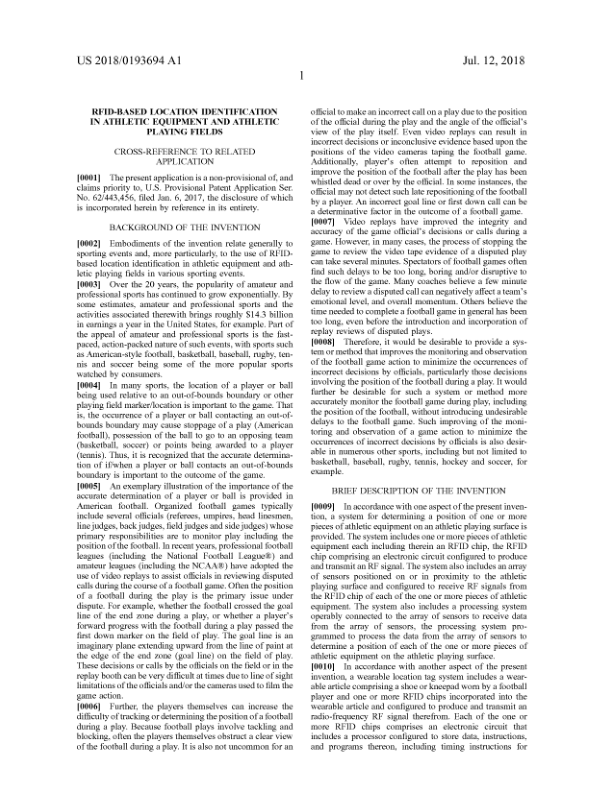 US 2018/0193694 A1
Jul. 12, 2018
1
RFID-BASED LOCATION IDENTIFICATION
IN ATHLETIC EQUIPMENT AND ATHLETIC
PLAYING FIELDS
CROSS-REFERENCE TO RELATED
APPLICATION
[0001] The present application is a non-provisional of, and
claims priority to, U.S. Provisional Patent Application Ser.
No. 62/443,456, filed Jan. 6, 2017, the disclosure of which
is incorporated herein by reference in its entirety.
BACKGROUND OF THE INVENTION
[0002] Embodiments of the invention relate generally to
sporting events and, more particularly, to the use of RFID-
based location identification in athletic equipment and ath-
letic playing fields in various sporting events.
[0003] Over the 20 years, the popularity of amateur and
professional sports has continued to grow exponentially. By
some estimates, amateur and professional sports and the
activities associated therewith brings roughly $14.3 billion
in earnings a year in the United States, for example. Part of
the appeal of amateur and professional sports is the fast-
paced, action-packed nature of such events, with sports such
as American-style football, basketball, baseball, rugby, ten-
nis and soccer being some of the more popular sports
watched by consumers.
[0004] In many sports, the location of a player or ball
being used relative to an out-of-bounds boundary or other
playing field marker/location is important to the game. That
is, the occurrence of a player or ball contacting an out-of-
bounds boundary may cause stoppage of a play (American
football), possession of the ball to go to an opposing team
(basketball, soccer) or points being awarded to a player
(tennis). Thus, it is recognized that the accurate determina-
tion of if/when a player or ball contacts an out-of-bounds
boundary is important to the outcome of the game.
[0005] An exemplary illustration of the importance of the
accurate determination of a player or ball is provided in
American football. Organized football games typically
include several officials (referees, umpires, head linesmen,
line judges, back judges, field judges and side judges) whose
primary responsibilities are to monitor play including the
position of the football. In recent years, professional football
leagues (including the National Football League®) and
amateur leagues (including the NCAA®) have adopted the
use of video replays to assist officials in reviewing disputed
calls during the course of a football game. Often the position
of a football during the play is the primary issue under
dispute. For example, whether the football crossed the goal
line of the end zone during a play, or whether a player's
forward progress with the football during a play passed the
first down marker on the field of play. The goal line is an
imaginary plane extending upward from the line of paint at
the edge of the end zone (goal line) on the field of play.
These decisions or calls by the officials on the field or in the
replay booth can be very difficult at times due to line of sight
limitations of the officials and/or the cameras used to film the
game action.
[0006] Further, the players themselves can increase the
difficulty of tracking or determining the position of a football
during a play. Because football plays involve tackling and
blocking, often the players themselves obstruct a clear view
of the football during a play. It is also not uncommon for an
official to make an incorrect call on a play due to the position
of the official during the play and the angle of the official's
view of the play itself. Even video replays can result in
incorrect decisions or inconclusive evidence based upon the
positions of the video cameras taping the football game.
Additionally, player's often attempt to reposition and
improve the position of the football after the play has been
whistled dead or over by the official. In some instances, the
official may not detect such late repositioning of the football
by a player. An incorrect goal line or first down call can be
a determinative factor in the outcome of a football game.
[0007] Video replays have improved the integrity and
accuracy of the game official's decisions or calls during a
game. However, in many cases, the process of stopping the
game to review the video tape evidence of a disputed play
can take several minutes. Spectators of football games often
find such delays to be too long, boring and/or disruptive to
the flow of the game. Many coaches believe a few minute
delay to review a disputed call can negatively affect a team's
emotional level, and overall momentum. Others believe the
time needed to complete a football game in general has been
too long, even before the introduction and incorporation of
replay reviews of disputed plays.
[0008] Therefore, it would be desirable to provide a sys-
tem or method that improves the monitoring and observation
of the football game action to minimize the occurrences of
incorrect decisions by officials, particularly those decisions
involving the position of the football during a play. It would
further be desirable for such a system or method more
accurately monitor the football game during play, including
the position of the football, without introducing undesirable
delays to the football game. Such improving of the moni-
toring and observation of a game action to minimize the
occurrences of incorrect decisions by officials is also desir-
able in numerous other sports, including but not limited to
basketball, baseball, rugby, tennis, hockey and soccer, for
example.
BRIEF DESCRIPTION OF THE INVENTION
[0009] In accordance with one aspect of the present inven-
tion, a system for determining a position of one or more
pieces of athletic equipment on an athletic playing surface is
provided. The system includes one or more pieces of athletic
equipment each including therein an RFID chip, the RFID
chip comprising an electronic circuit configured to produce
and transmit an RF signal. The system also includes an array
of sensors positioned on or in proximity to the athletic
playing surface and configured to receive RF signals from
the RFID chip of each of the one or more pieces of athletic
equipment. The system also includes a processing system
operably connected to the array of sensors to receive data
from the array of sensors, the processing system pro-
grammed to process the data from the array of sensors to
determine a position of each of the one or more pieces of
athletic equipment on the athletic playing surface.
[0010] In accordance with another aspect of the present
invention, a wearable location tag system includes a wear-
able article comprising a shoe or kneepad worn by a football
player and one or more RFID chips incorporated into the
wearable article and configured to produce and transmit an
radio-frequency RF signal therefrom. Each of the one or
more RFID chips comprises an electronic circuit that
includes a processor configured to store data, instructions,
and programs thereon, including timing instructions for